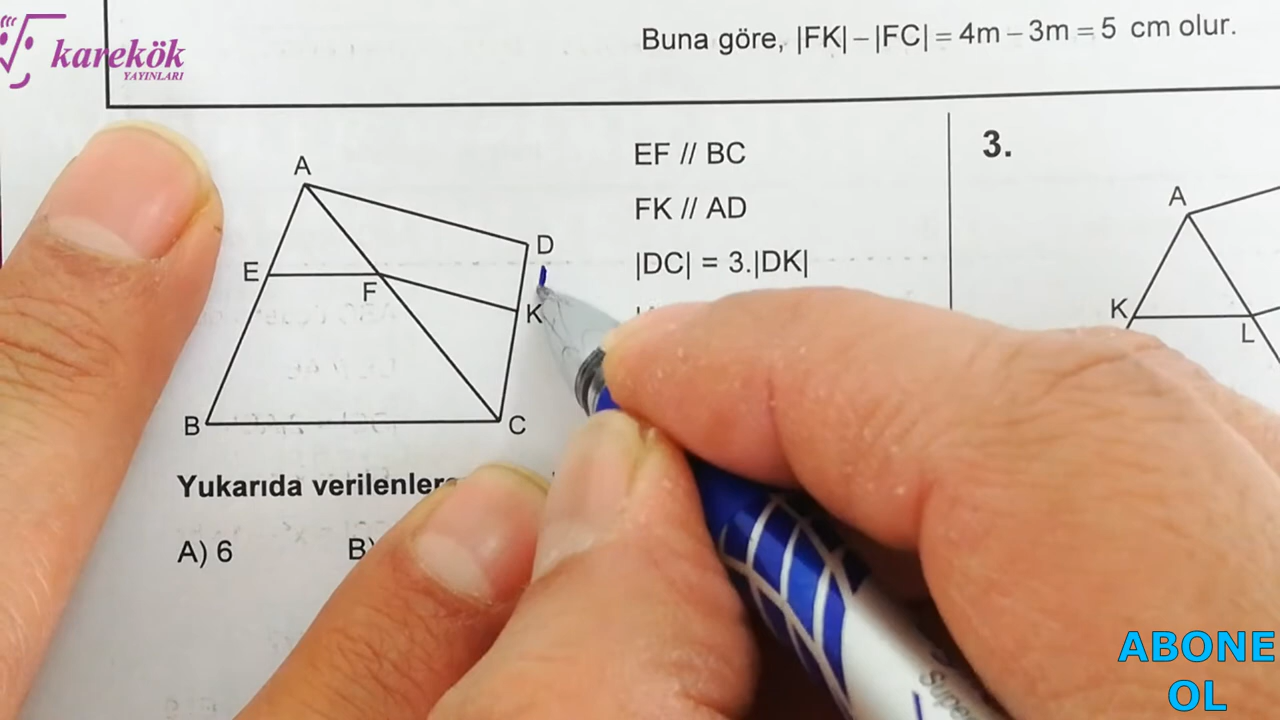 karekök
YAYINLARI
Buna göre, |FK| – |FC| = 4m – 3m = 5 cm olur.
A
D
E
F
K
B
C
EF // BC
FK // AD
|DC| = 3.|DK|
Yukarıda
A) 6
B)
3.
A
K
L
ABONE
OL